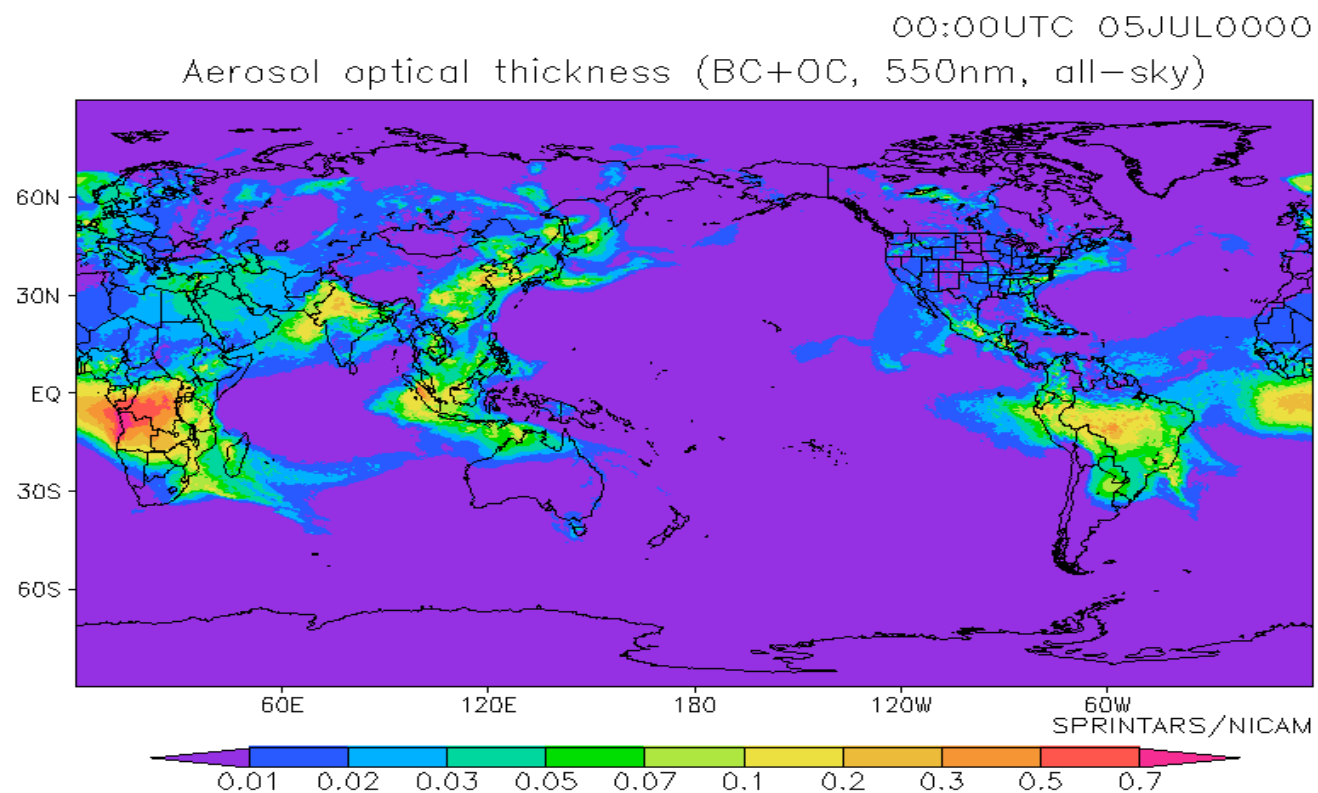 00:00UTC 05JUL0000
Aerosol optical thickness (BC+OC, 550nm, all-sky)
60N
30N
EQ
30S
60S
60E 120E 180 120W 60W
SPRINTARS/NICAM
0.01 0.02 0.03 0.05 0.07 0.1 0.2 0.3 0.5 0.7